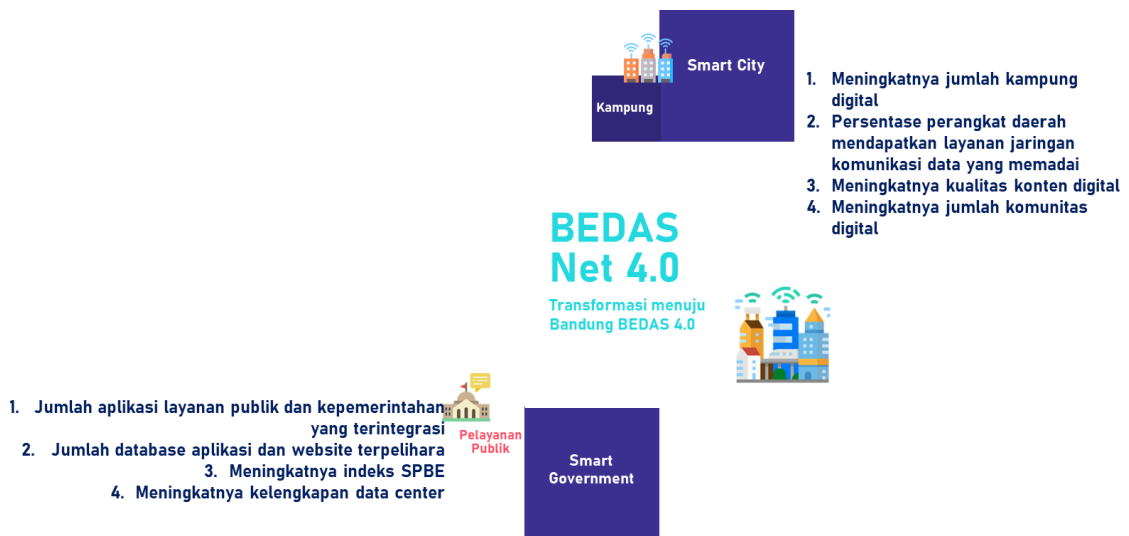 Smart City
Kampung
1. Meningkatnya jumlah kampung
digital
2. Persentase perangkat daerah
mendapatkan layanan jaringan
komunikasi data yang memadai
3. Meningkatnya kualitas konten digital
4. Meningkatnya jumlah komunitas
digital
BEDAS
Net 4.0
Transformasi menuju
Bandung BEDAS 4.0
1. Jumlah aplikasi layanan publik dan kepemerintahan
yang terintegrasi
2. Jumlah database aplikasi dan website terpelihara
3. Meningkatnya indeks SPBE
4. Meningkatnya kelengkapan data center
Pelayanan
Publik
Smart
Government